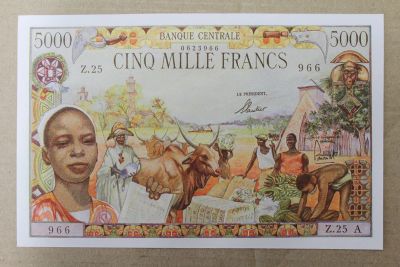 5000 BANQUE CENTRALE 5000
0623966
Z.25 966
CINQ MILLE FRANCS
LE PRÉSIDENT,
966 Z.25 A